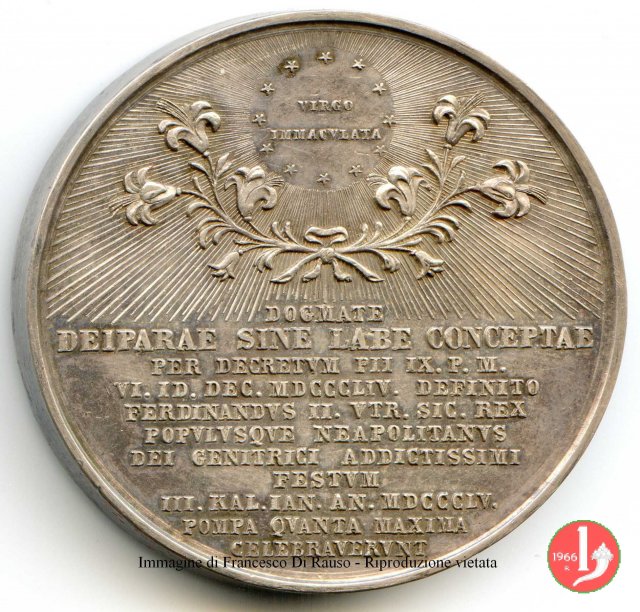 VIRGO
IMMACVLATA
DOGMATE
DEIPARAE SINE LABE CONCEPTAE
PER DECRETVM PII IX. P. M.
VI. ID. DEC. MDCCCLIV. DEFINITO
FERDINANDVS II. VTR. SIC. REX
POPVLVSQVE NEAPOLITANVS
DEI GENITRICI ADDICTISSIMI
FESTVM
III. KAL. IAN. AN. MDCCCLV.
POMPA QVANTA MAXIMA
CELEBRAVERVNT
Immagine di Francesco Di Rauso - Riproduzione vietata
1966